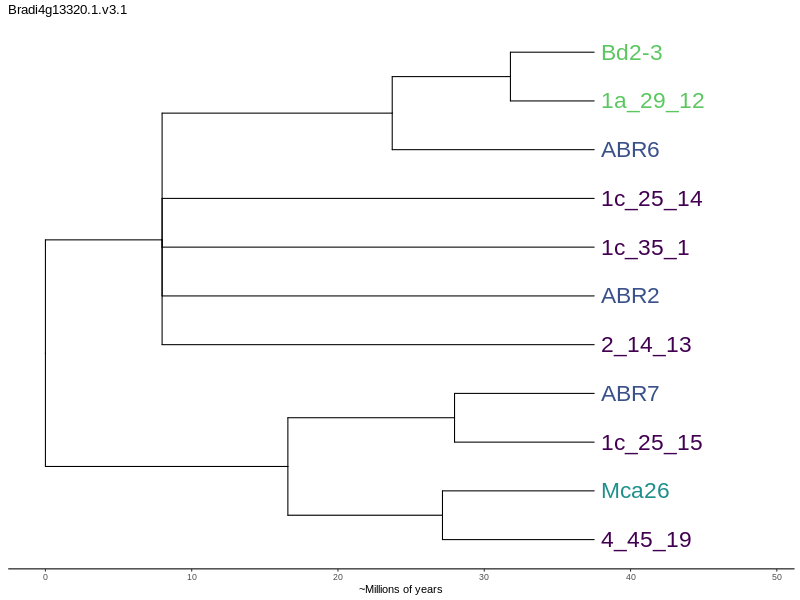 Bradi4g13320.1.v3.1
Bd2-3
1a_29_12
ABR6
1c_25_14
1c_35_1
ABR2
2_14_13
ABR7
1c_25_15
Mca26
4_45_19
0 10 20 30 40 50
~Millions of years